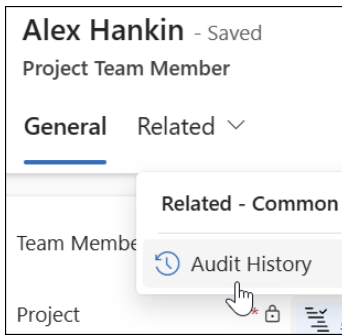 Alex Hankin - Saved
Project Team Member
General Related
Related - Common
Team Membe
Audit History
Project *